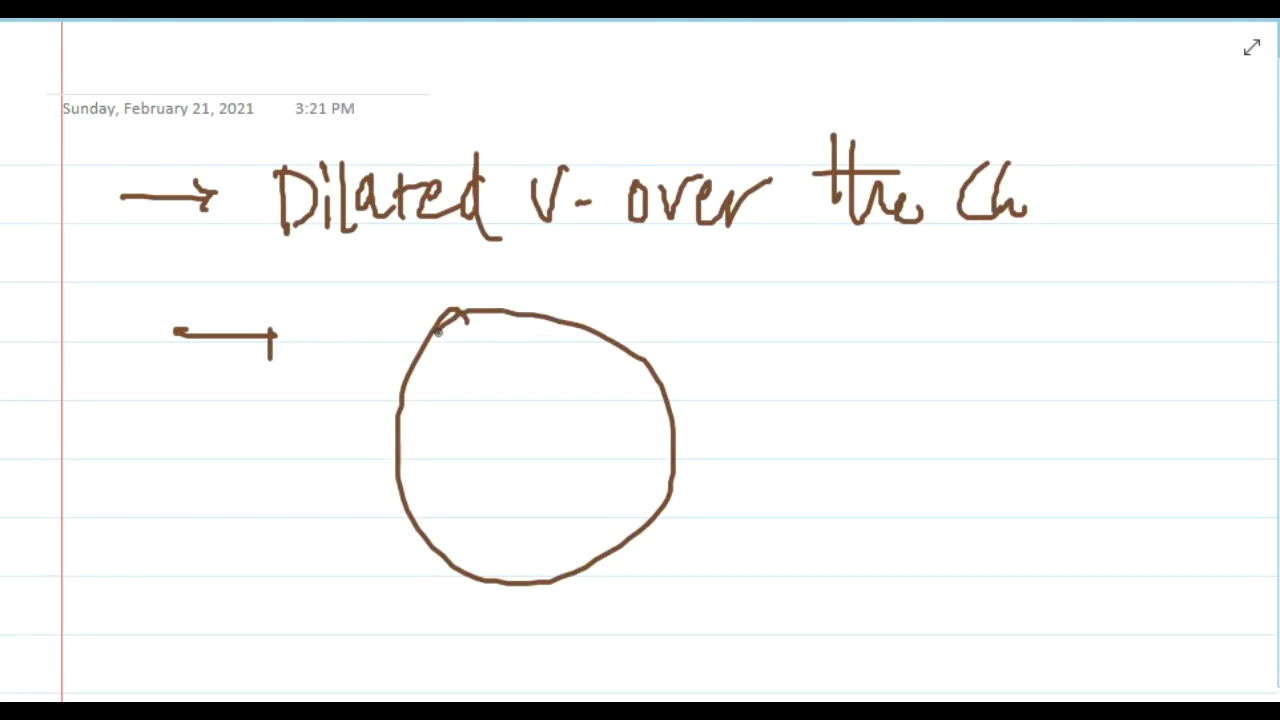 Sunday, February 21, 2021 3:21 PM
→ Dilated v- over the Ch